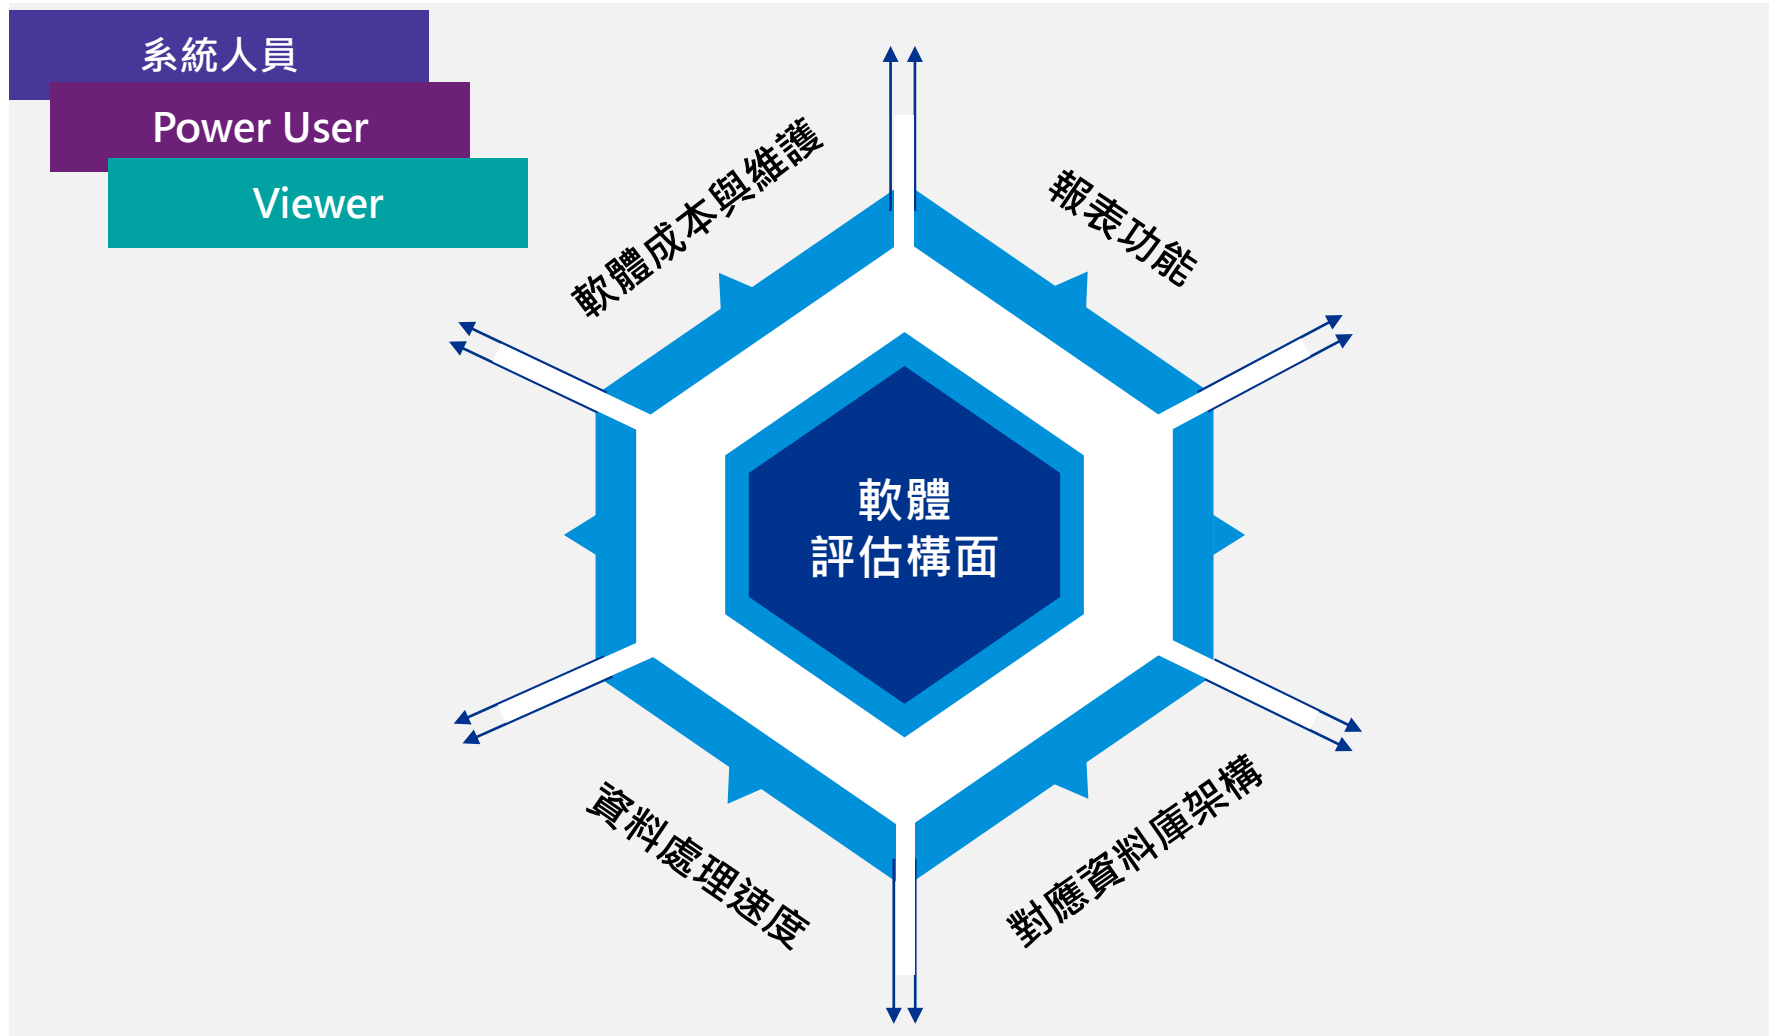 系統人員
Power User
Viewer
軟體成本與維護
報表功能
軟體
評估構面
資料處理速度
對應資料庫架構